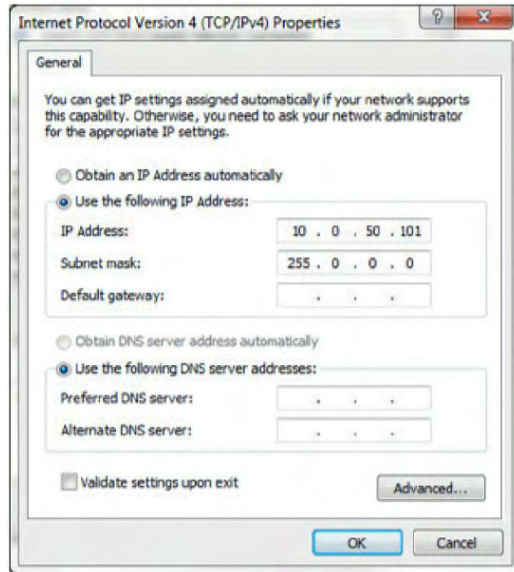 Internet Protocol Version 4 (TCP/IPv4) Properties
General
You can get IP settings assigned automatically if your network supports
this capability. Otherwise, you need to ask your network administrator
for the appropriate IP settings.
Obtain an IP Address automatically
Use the following IP Address:
IP Address: 10 . 0 . 50 . 101
Subnet mask: 255 . 0 . 0 . 0
Default gateway: . . .
Obtain DNS server address automatically
Use the following DNS server addresses:
Preferred DNS server: . . .
Alternate DNS server: . . .
Validate settings upon exit
Advanced...
OK Cancel